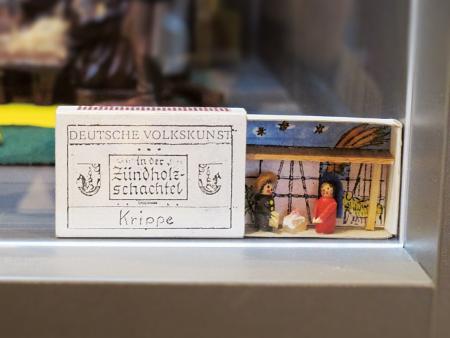 DEUTSCHE VOLKSKUNST
in der
Zündholz-
schachtel
Krippe